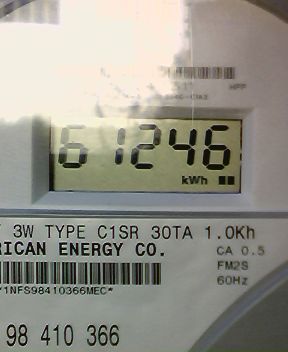 HPP
61246
kWh
3W TYPE C1SR 30TA 1.0Kh
RICAN ENERGY CO. CA 0.5
FM2S
*1NFS98410366MEC* 60Hz
98 410 366